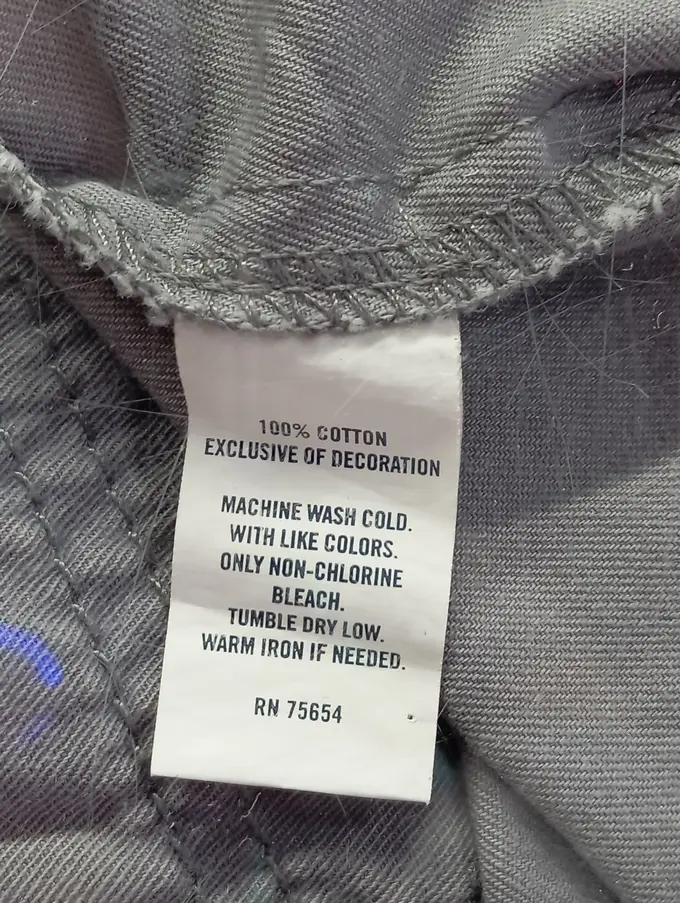 100% COTTON
EXCLUSIVE OF DECORATION
MACHINE WASH COLD.
WITH LIKE COLORS.
ONLY NON-CHLORINE
BLEACH.
TUMBLE DRY LOW.
WARM IRON IF NEEDED.
RN 75654